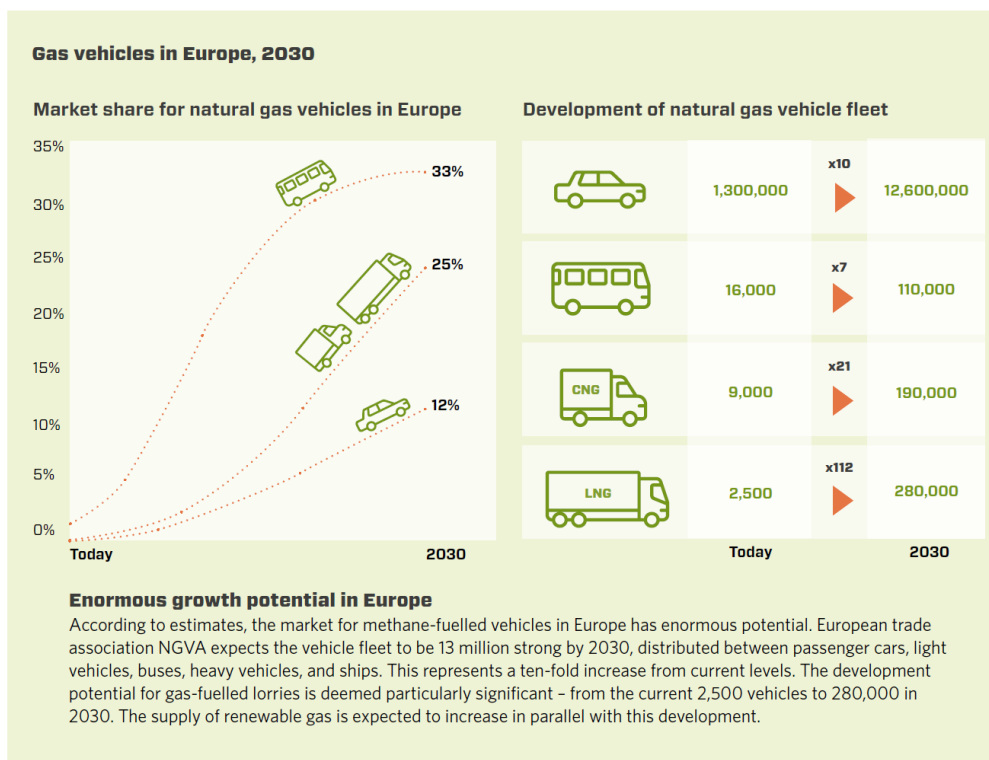 Gas vehicles in Europe, 2030
Market share for natural gas vehicles in Europe
35%
30%
25%
20%
15%
10%
5%
0%
33%
25%
12%
Today
2030
Development of natural gas vehicle fleet
1,300,000
x10
12,600,000
16,000
x7
110,000
CNG
9,000
x21
190,000
LNG
2,500
x112
280,000
Today
2030
Enormous growth potential in Europe
According to estimates, the market for methane-fuelled vehicles in Europe has enormous potential. European trade
association NGVA expects the vehicle fleet to be 13 million strong by 2030, distributed between passenger cars, light
vehicles, buses, heavy vehicles, and ships. This represents a ten-fold increase from current levels. The development
potential for gas-fuelled lorries is deemed particularly significant – from the current 2,500 vehicles to 280,000 in
2030. The supply of renewable gas is expected to increase in parallel with this development.